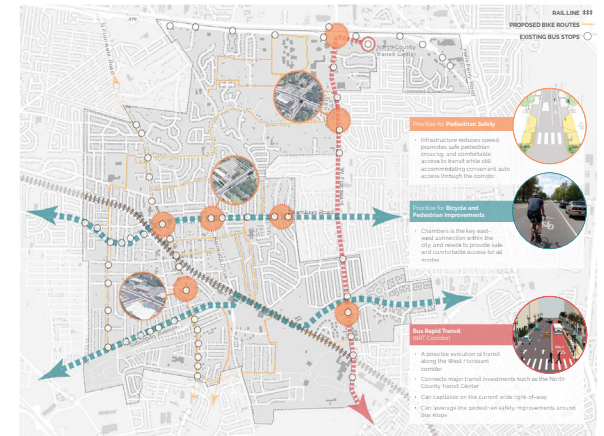 RAIL LINE
PROPOSED BIKE ROUTES
EXISTING BUS STOPS
270
North County
Transit Center
Prioritize for Pedestrian Safety
• Infrastructure reduces speed
promotes safe pedestrian
crossing, and comfortable
access to transit while still
accommodating convenient auto
access through the corridor.
Prioritize for Bicycle and
Pedestrian Improvements
• Chambers is the key east-
west connection within the
city, and needs to provide safe
and comfortable access for all
modes
Chambers Road
Bus Rapid Transit
(BRT Corridor)
• A possible evolution of transit
along the West Florissant
corridor
• Connects major transit investments such as the North
County Transit Center
• Can capitalize on the current wide right-of-way
• Can leverage the pedestrian safety improvements around
bus stops